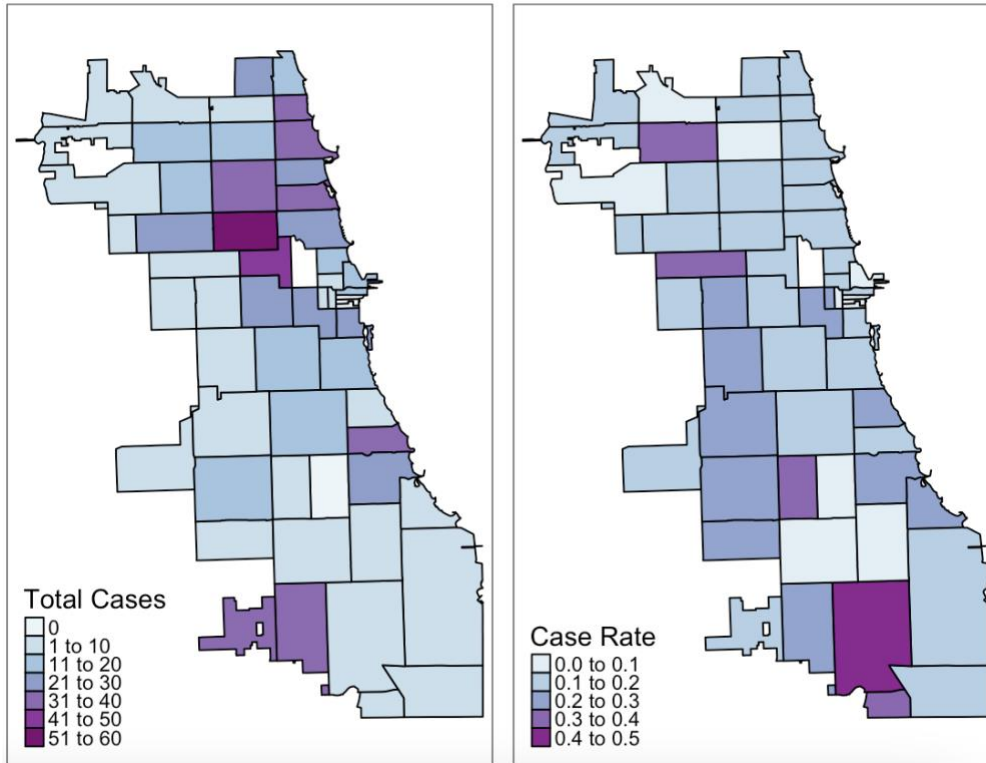 Total Cases
0
1 to 10
11 to 20
21 to 30
31 to 40
41 to 50
51 to 60
Case Rate
0.0 to 0.1
0.1 to 0.2
0.2 to 0.3
0.3 to 0.4
0.4 to 0.5